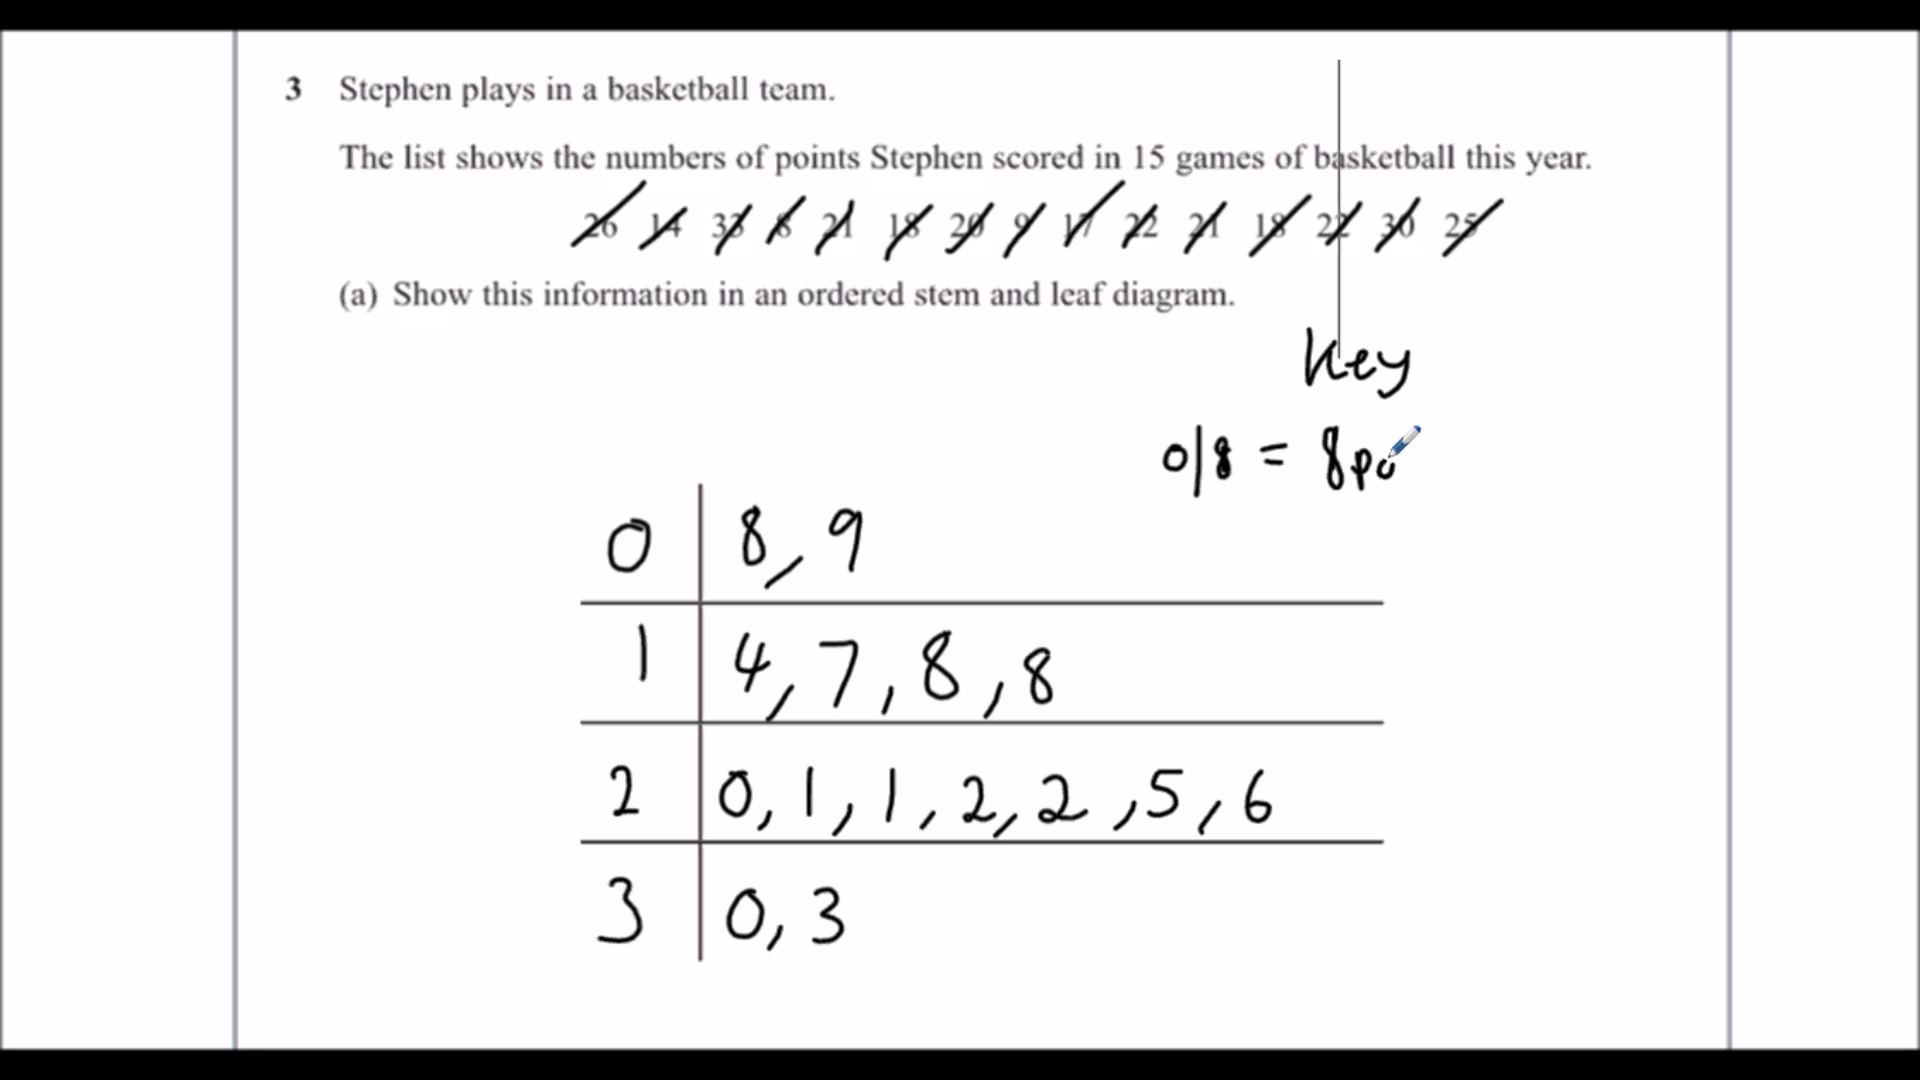 3 Stephen plays in a basketball team.
The list shows the numbers of points Stephen scored in 15 games of basketball this year.
26 14 33 8 21 18 20 9 17 22 21 18 22 30 25
(a) Show this information in an ordered stem and leaf diagram.
Key
0|8 = 8po
0 | 8, 9
1 | 4, 7, 8, 8
2 | 0, 1, 1, 2, 2, 5, 6
3 | 0, 3